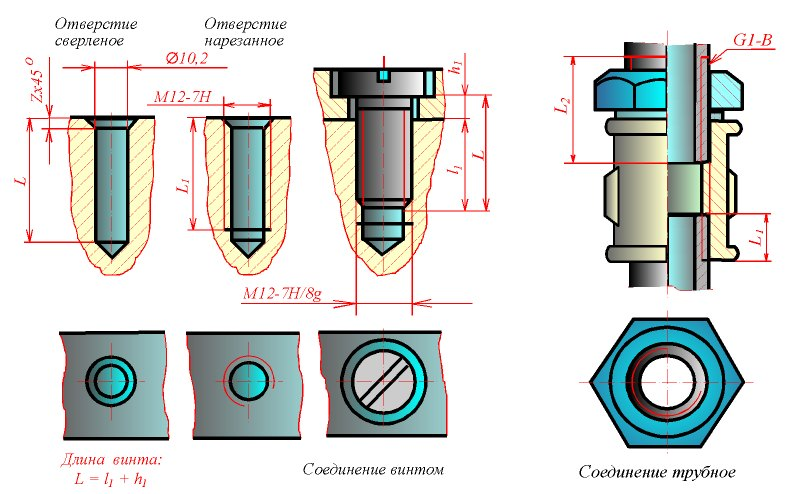 Отверстие
сверленое
Отверстие
нарезанное
Ø10,2
Zx45°
M12-7H
L
L1
h1
l1
L
M12-7H/8g
G1-B
L2
L1
Длина винта:
L = l1 + h1
Соединение винтом
Соединение трубное